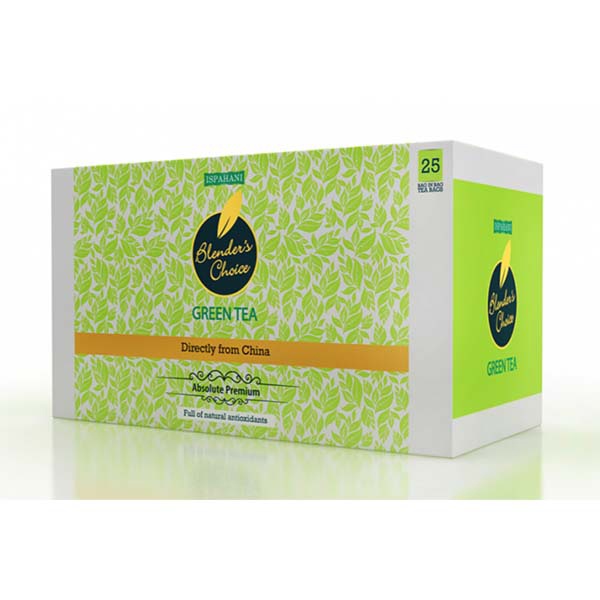 ISPAHANI
Blender's
Choice
GREEN TEA
Directly from China
Absolute Premium
Full of natural antioxidants
25
BAG IN BAG
TEA BAGS
ISPAHANI
Blender's
Choice
GREEN TEA